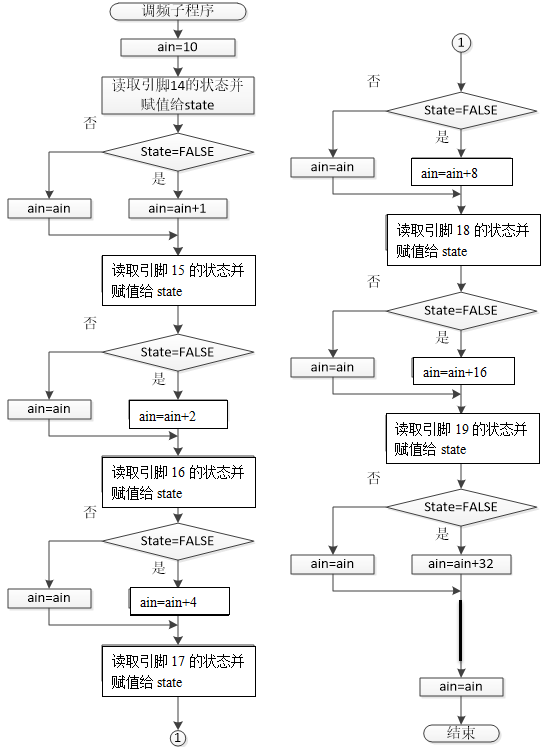 调频子程序
ain=10
读取引脚14的状态并
赋值给state
否
State=FALSE
是
ain=ain
ain=ain+1
读取引脚 15 的状态并
赋值给 state
否
State=FALSE
是
ain=ain
ain=ain+2
读取引脚 16 的状态并
赋值给 state
否
State=FALSE
是
ain=ain
ain=ain+4
读取引脚 17 的状态并
赋值给 state
1
1
否
State=FALSE
是
ain=ain
ain=ain+8
读取引脚 18 的状态并
赋值给 state
否
State=FALSE
是
ain=ain
ain=ain+16
读取引脚 19 的状态并
赋值给 state
否
State=FALSE
是
ain=ain
ain=ain+32
ain=ain
结束